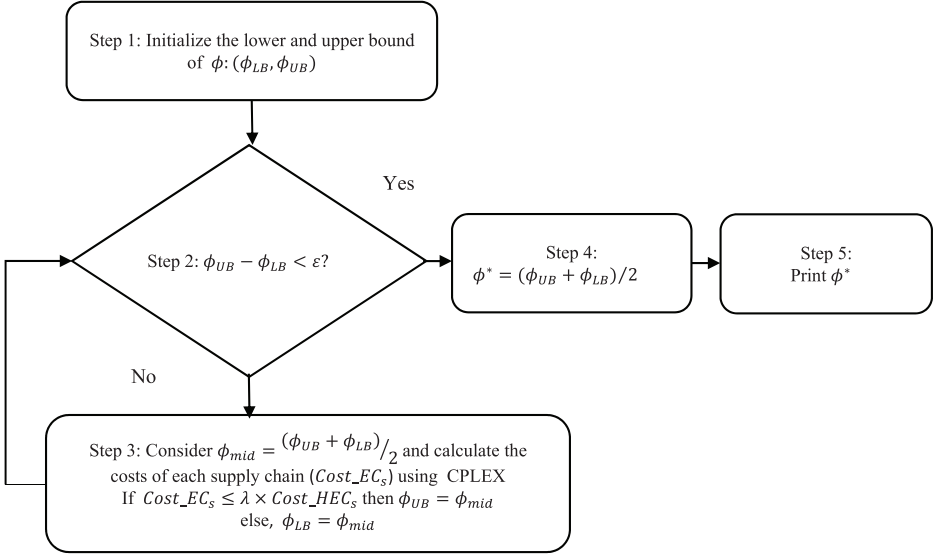 Step 1: Initialize the lower and upper bound
of ϕ: (ϕ_LB, ϕ_UB)
Yes
Step 2: ϕ_UB − ϕ_LB < ε?
Step 4:
ϕ* = (ϕ_UB + ϕ_LB)/2
Step 5:
Print ϕ*
No
Step 3: Consider ϕ_mid = (ϕ_UB + ϕ_LB)/2 and calculate the
costs of each supply chain (Cost_EC_s) using CPLEX
If Cost_EC_s ≤ λ × Cost_HEC_s then ϕ_UB = ϕ_mid
else, ϕ_LB = ϕ_mid